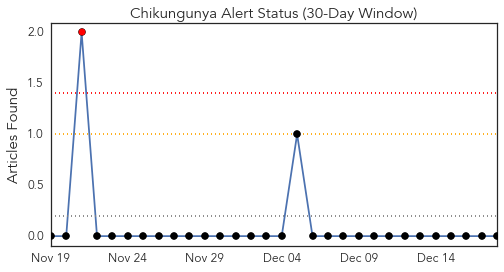 Chikungunya Alert Status (30-Day Window)
Articles Found
2.0
1.5
1.0
0.5
0.0
Nov 19 Nov 24 Nov 29 Dec 04 Dec 09 Dec 14